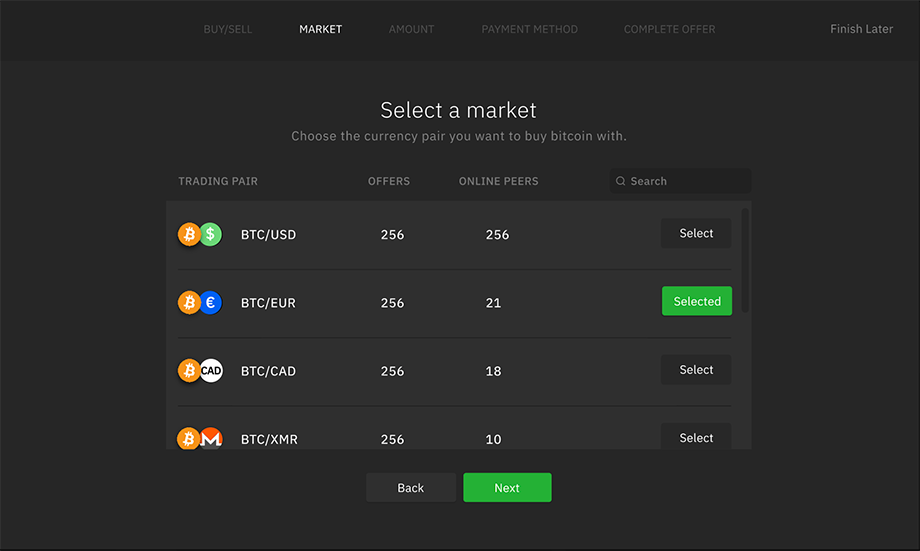 BUY/SELL MARKET AMOUNT PAYMENT METHOD COMPLETE OFFER Finish Later
Select a market
Choose the currency pair you want to buy bitcoin with.
TRADING PAIR OFFERS ONLINE PEERS Search
₿ $ BTC/USD 256 256 Select
₿ € BTC/EUR 256 21 Selected
₿ CAD BTC/CAD 256 18 Select
₿ BTC/XMR 256 10 Select
Back Next